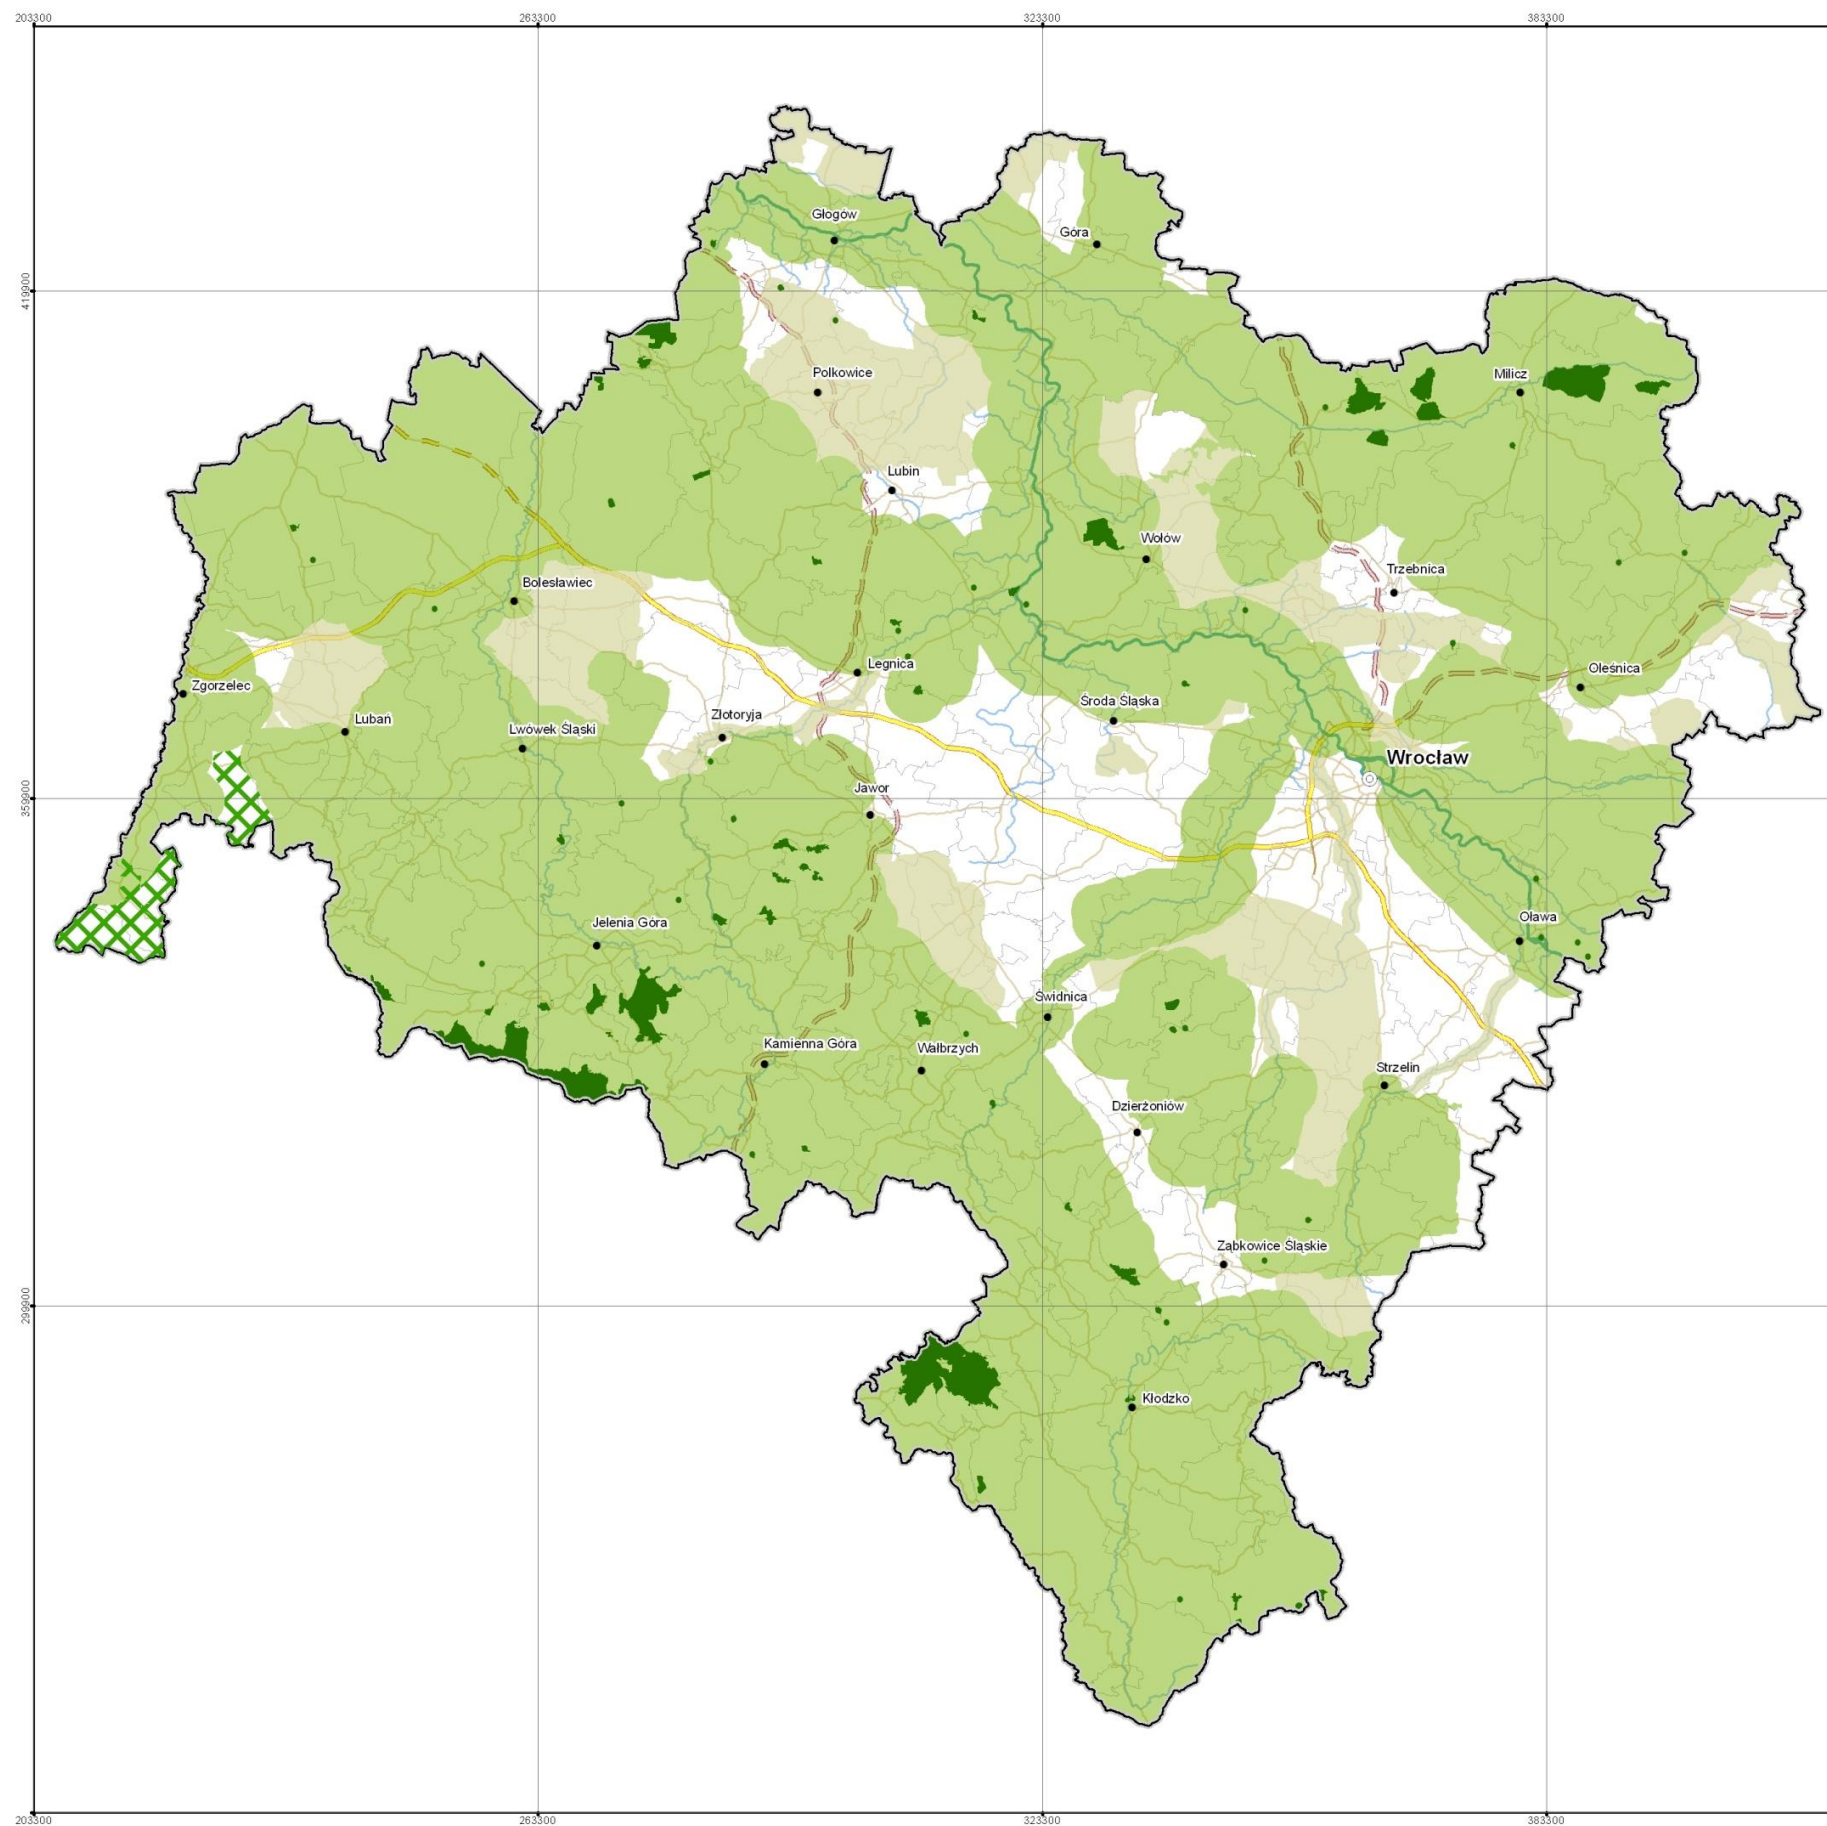 203300
263300
323300
383300
Głogów
Góra
419900
Polkowice
Milicz
Lubin
Wołów
Trzebnica
Bolesławiec
Legnica
Oleśnica
Zgorzelec
Środa Śląska
Lubań
Złotoryja
Lwówek Śląski
Wrocław
Jawor
359900
Oława
Jelenia Góra
Świdnica
Kamienna Góra
Wałbrzych
Strzelin
Dzierżoniów
Ząbkowice Śląskie
299900
Kłodzko
203300
263300
323300
383300